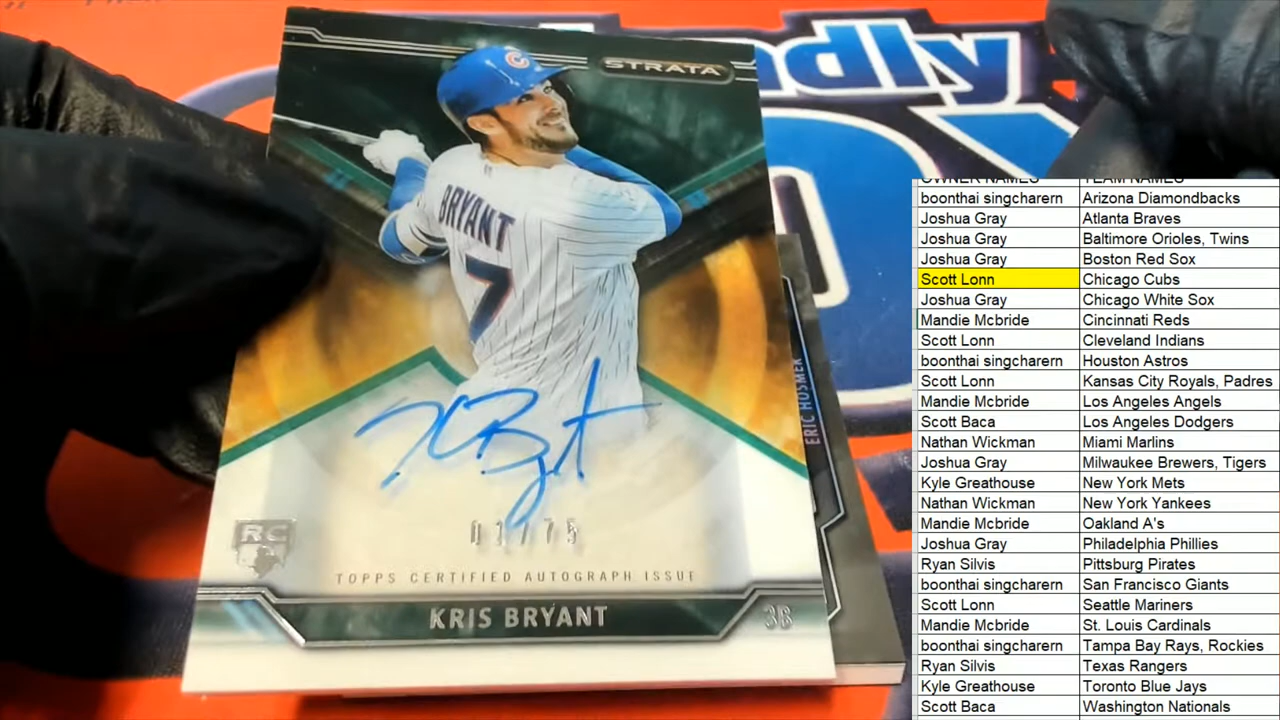 STRATA
C
BRYANT
7
K Bryant
01/75
RC
TOPPS CERTIFIED AUTOGRAPH ISSUE
KRIS BRYANT
3B
ERIC HOSMER
ndly
OWNER NAMES TEAM NAMES
boonthai singcharern Arizona Diamondbacks
Joshua Gray Atlanta Braves
Joshua Gray Baltimore Orioles, Twins
Joshua Gray Boston Red Sox
Scott Lonn Chicago Cubs
Joshua Gray Chicago White Sox
Mandie Mcbride Cincinnati Reds
Scott Lonn Cleveland Indians
boonthai singcharern Houston Astros
Scott Lonn Kansas City Royals, Padres
Mandie Mcbride Los Angeles Angels
Scott Baca Los Angeles Dodgers
Nathan Wickman Miami Marlins
Joshua Gray Milwaukee Brewers, Tigers
Kyle Greathouse New York Mets
Nathan Wickman New York Yankees
Mandie Mcbride Oakland A's
Joshua Gray Philadelphia Phillies
Ryan Silvis Pittsburg Pirates
boonthai singcharern San Francisco Giants
Scott Lonn Seattle Mariners
Mandie Mcbride St. Louis Cardinals
boonthai singcharern Tampa Bay Rays, Rockies
Ryan Silvis Texas Rangers
Kyle Greathouse Toronto Blue Jays
Scott Baca Washington Nationals